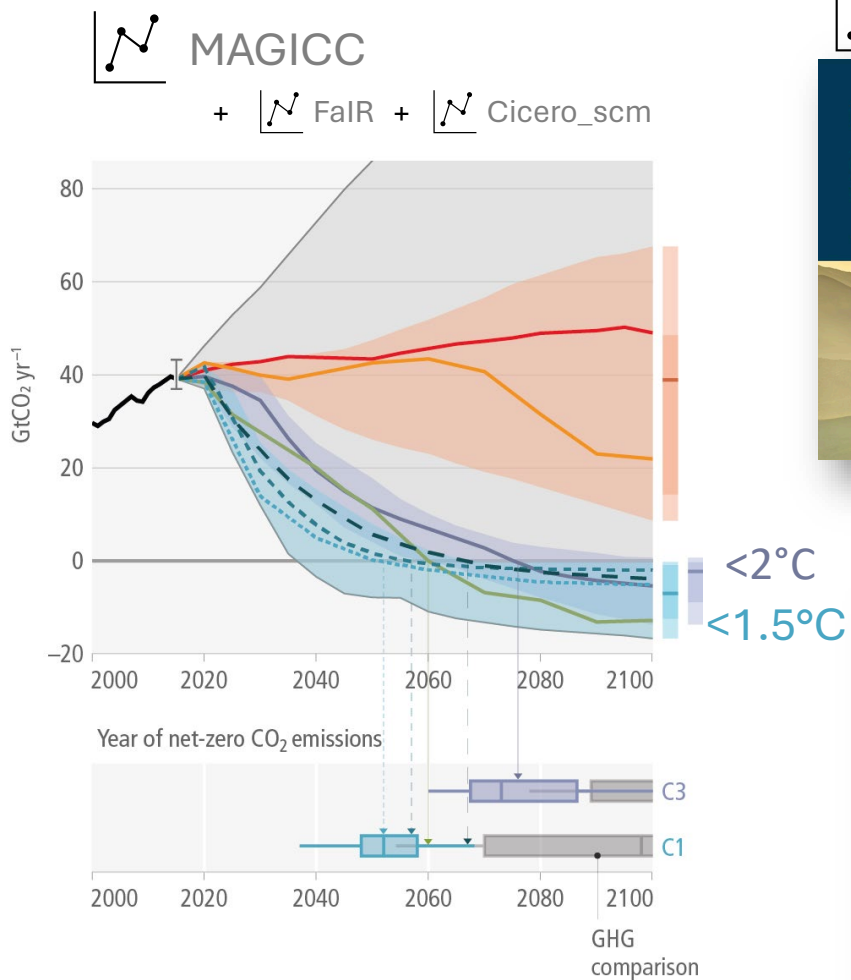 MAGICC
+ FaIR + Cicero_scm
GtCO₂ yr⁻¹
80
60
40
20
0
–20
<2°C
<1.5°C
2000 2020 2040 2060 2080 2100
Year of net-zero CO₂ emissions
C3
C1
2000 2020 2040 2060 2080 2100
GHG
comparison